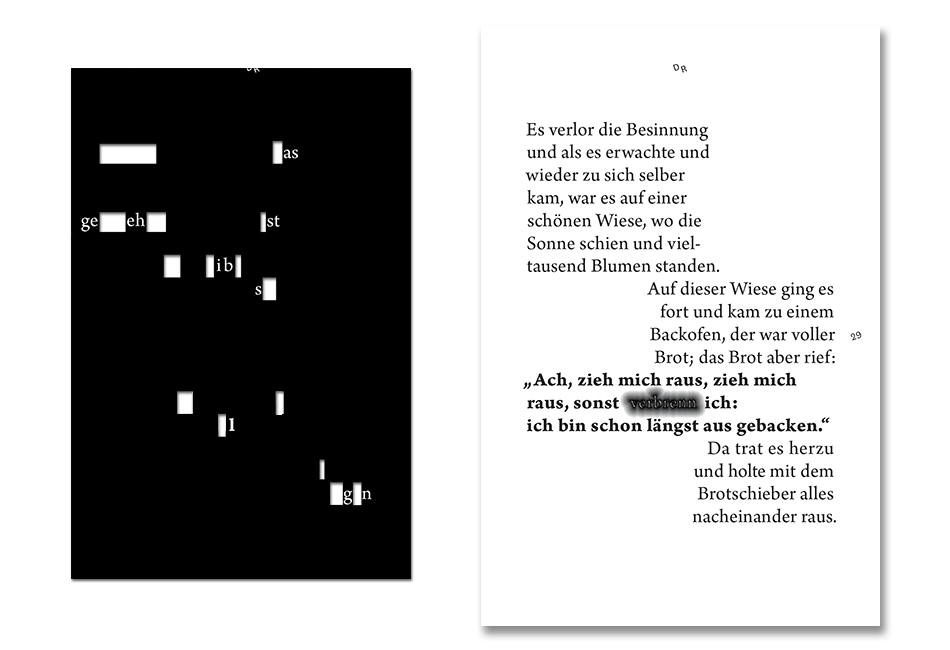 DR
as
ge eh st
ib
s
l
g n
DR
Es verlor die Besinnung
und als es erwachte und
wieder zu sich selber
kam, war es auf einer
schönen Wiese, wo die
Sonne schien und viel-
tausend Blumen standen.
Auf dieser Wiese ging es
fort und kam zu einem
Backofen, der war voller
29
Brot; das Brot aber rief:
„Ach, zieh mich raus, zieh mich
raus, sonst verbrenn ich:
ich bin schon längst aus gebacken.“
Da trat es herzu
und holte mit dem
Brotschieber alles
nacheinander raus.